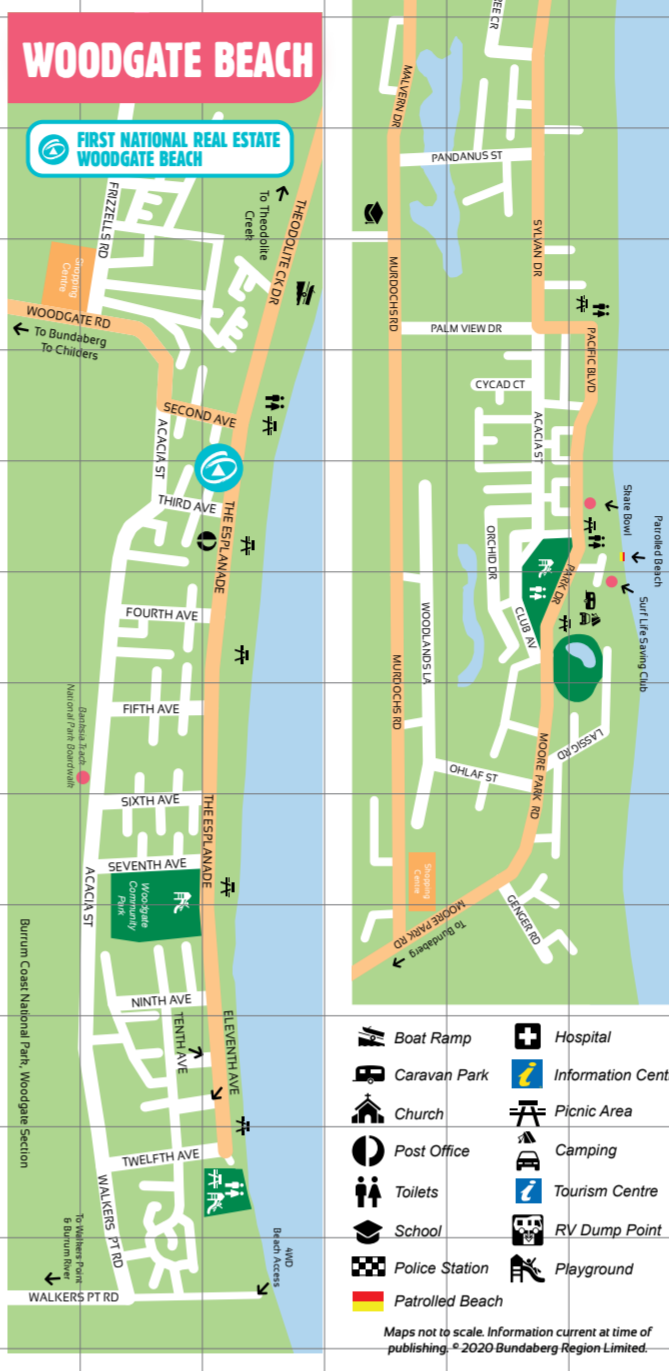 WOODGATE BEACH
FIRST NATIONAL REAL ESTATE
WOODGATE BEACH
FRIZZELLS RD
To Theodolite
Creek
THEODOLITE CK DR
Shopping
Centre
WOODGATE RD
To Bundaberg
To Childers
SECOND AVE
ACACIA ST
THIRD AVE
THE ESPLANADE
FOURTH AVE
FIFTH AVE
Banksia Track
National Park Boardwalk
SIXTH AVE
THE ESPLANADE
SEVENTH AVE
ACACIA ST
Woodgate
Community
Park
Burrum Coast National Park, Woodgate Section
NINTH AVE
TENTH AVE
ELEVENTH AVE
TWELFTH AVE
WALKERS PT RD
To Walkers Point
& Burrum River
4WD
Beach Access
WALKERS PT RD
EE CR
MALVERN DR
PANDANUS ST
SYLVAN DR
MURDOCHS RD
PALM VIEW DR
PACIFIC BLVD
CYCAD CT
ACACIA ST
Skate Bowl
Patrolled Beach
ORCHID DR
PARK DR
Surf Life Saving Club
CLUB AV
WOODLANDS LA
MURDOCHS RD
LASSIG RD
MOORE PARK RD
OHLAF ST
Shopping
Centre
GENGER RD
MOORE PARK RD
To Bundaberg
Boat Ramp
Caravan Park
Church
Post Office
Toilets
School
Police Station
Patrolled Beach
Hospital
Information Cent
Picnic Area
Camping
Tourism Centre
RV Dump Point
Playground
Maps not to scale. Information current at time of
publishing. © 2020 Bundaberg Region Limited.